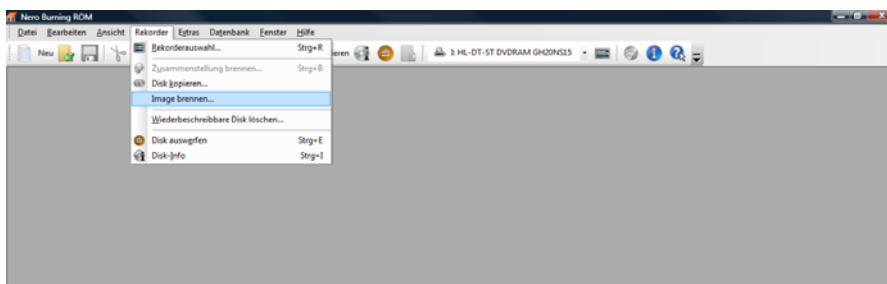 Nero Burning ROM
Datei Bearbeiten Ansicht Rekorder Extras Datenbank Fenster Hilfe
Neu eren 1: HL-DT-ST DVDRAM GH20NS15
Rekorderauswahl... Strg+R
Zusammenstellung brennen... Strg+B
Disk kopieren...
Image brennen...
Wiederbeschreibbare Disk löschen...
Disk auswerfen Strg+E
Disk-Info Strg+I